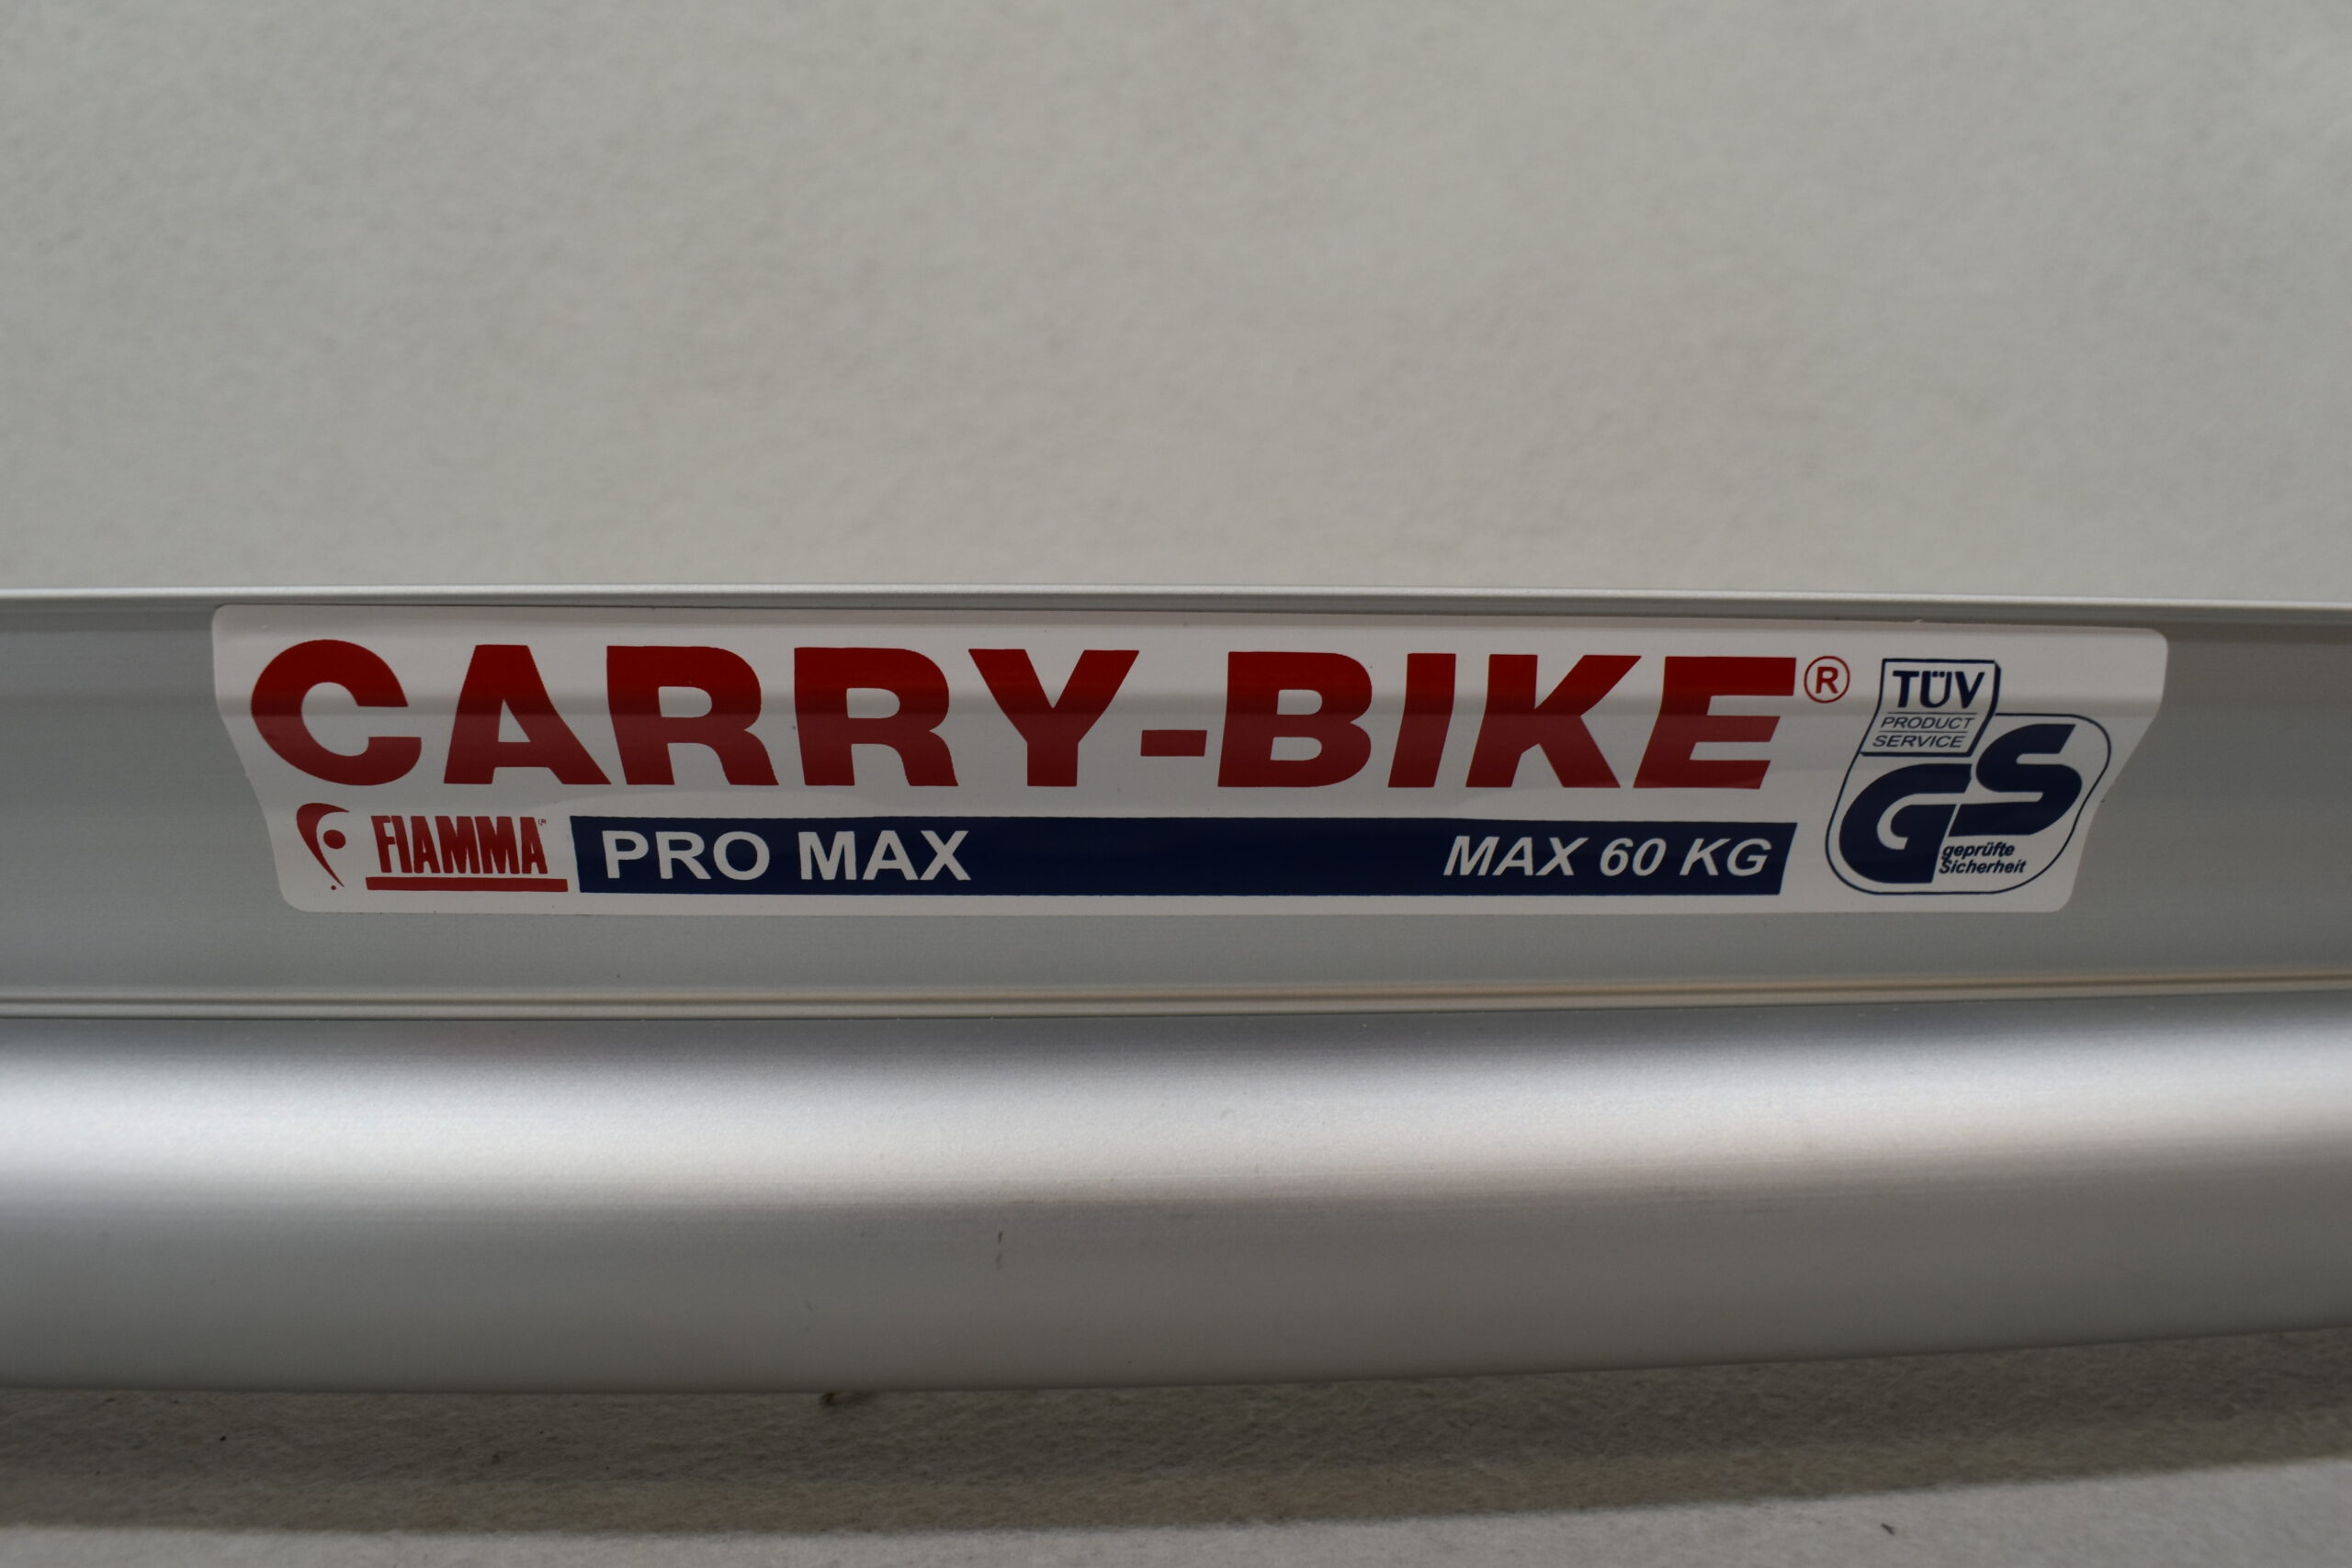 CARRY-BIKE®
FIAMMA
PRO MAX
MAX 60 KG
TÜV
PRODUCT
SERVICE
GS
geprüfte
Sicherheit